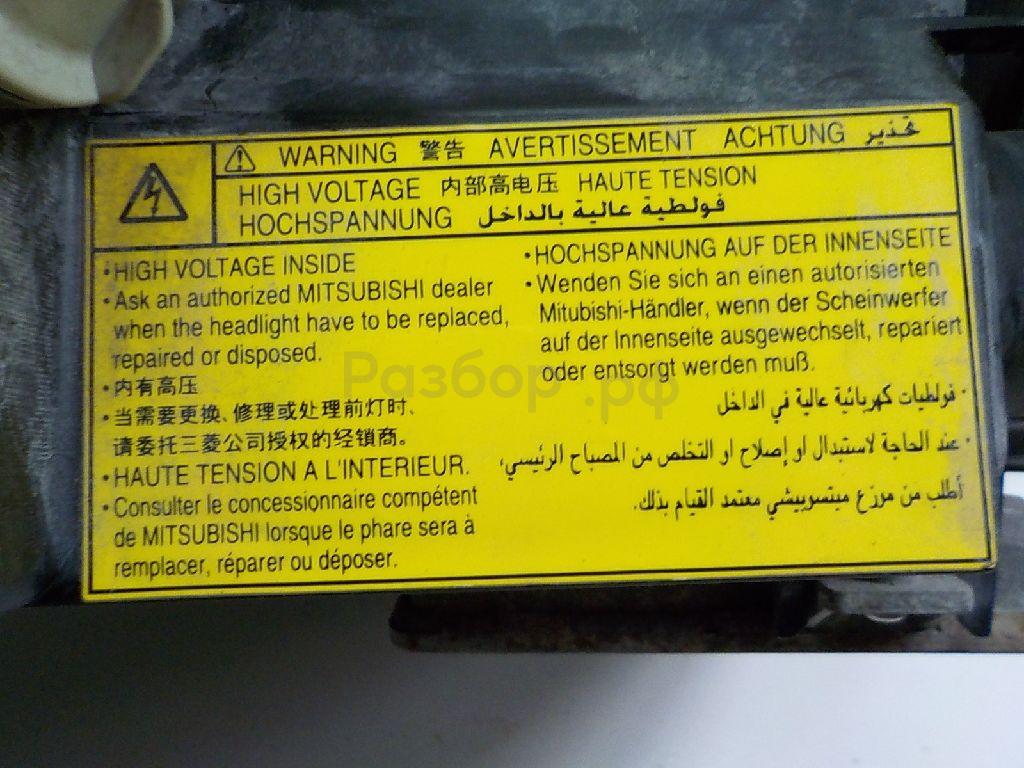 WARNING 警告 AVERTISSEMENT ACHTUNG تحذير
HIGH VOLTAGE 内部高电压 HAUTE TENSION
HOCHSPANNUNG فولطية عالية بالداخل
·HIGH VOLTAGE INSIDE
·Ask an authorized MITSUBISHI dealer
when the headlight have to be replaced,
repaired or disposed.
·内有高压
·当需要更换、修理或处理前灯时、
请委托三菱公司授权的经销商。
·HAUTE TENSION A L'INTERIEUR.
·Consulter le concessionnaire compétent
de MITSUBISHI lorsque le phare sera à
remplacer, réparer ou déposer.
·HOCHSPANNUNG AUF DER INNENSEITE
·Wenden Sie sich an einen autorisierten
Mitubishi-Händler, wenn der Scheinwerfer
auf der Innenseite ausgewechselt, repariert
oder entsorgt werden muß.
·فولطيات كهربائية عالية في الداخل
·عند الحاجة لاستبدال او إصلاح او التخلص من المصباح الرئيسي،
أطلب من موزع ميتسوبيشي معتمد القيام بذلك.
Разбор.рф